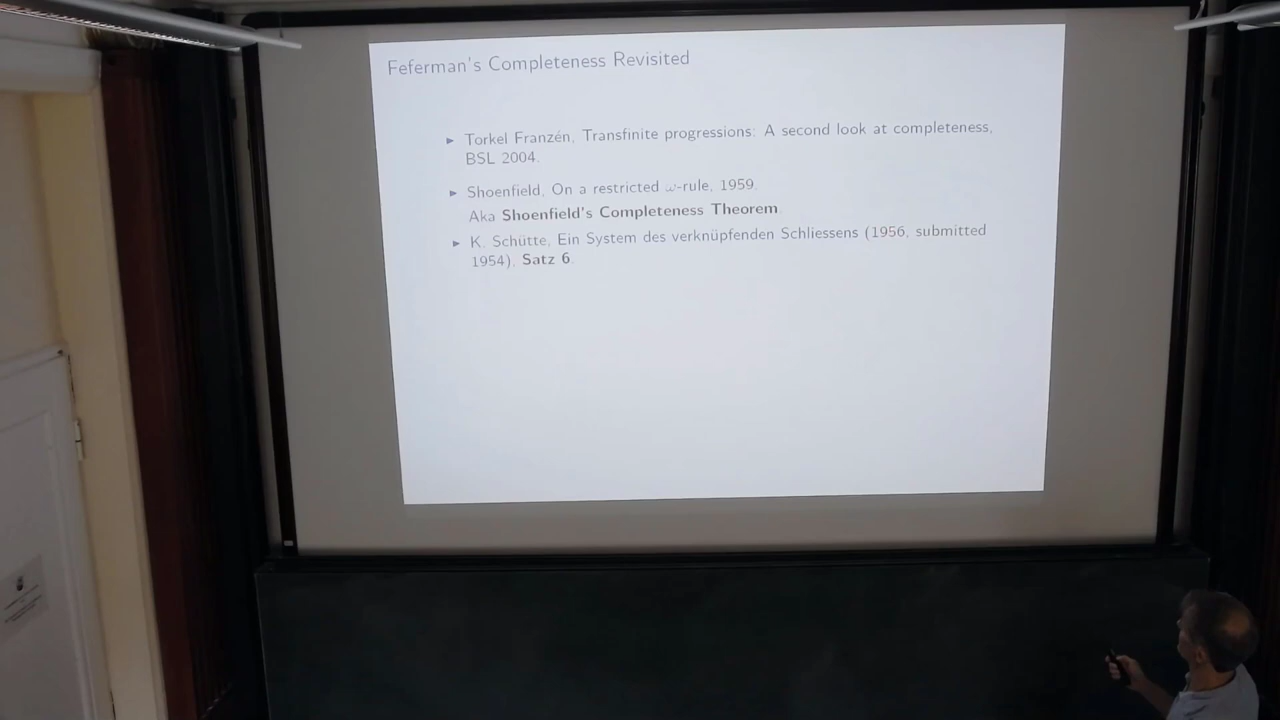 Feferman's Completeness Revisited
► Torkel Franzén, Transfinite progressions: A second look at completeness,
BSL 2004.
► Shoenfield, On a restricted ω-rule, 1959.
Aka Shoenfield's Completeness Theorem
► K. Schütte, Ein System des verknüpfenden Schliessens (1956, submitted
1954), Satz 6.